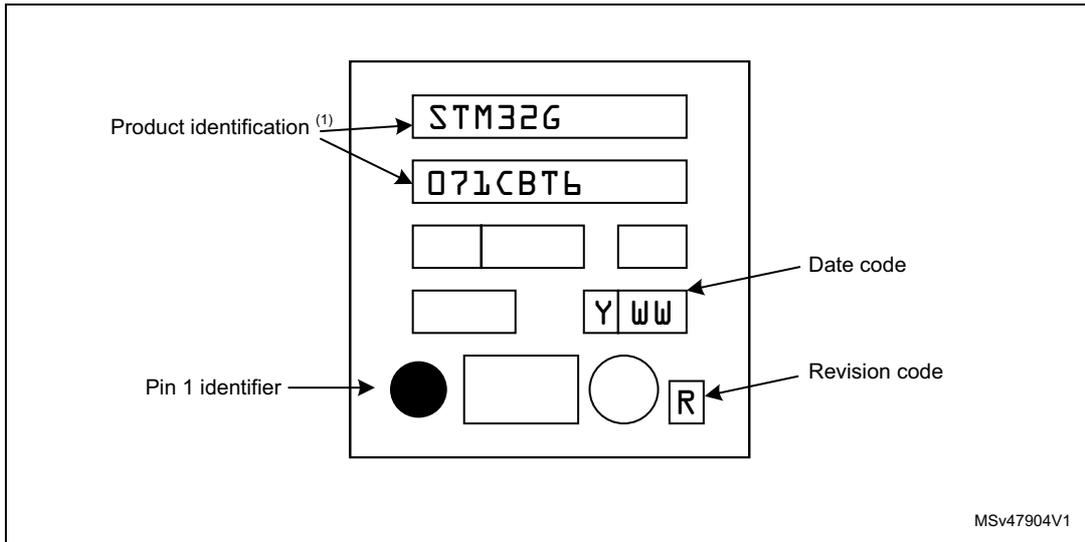 STM32G
Product identification (1)
071CBT6
Date code
Y WW
Pin 1 identifier
Revision code
R
MSv47904V1